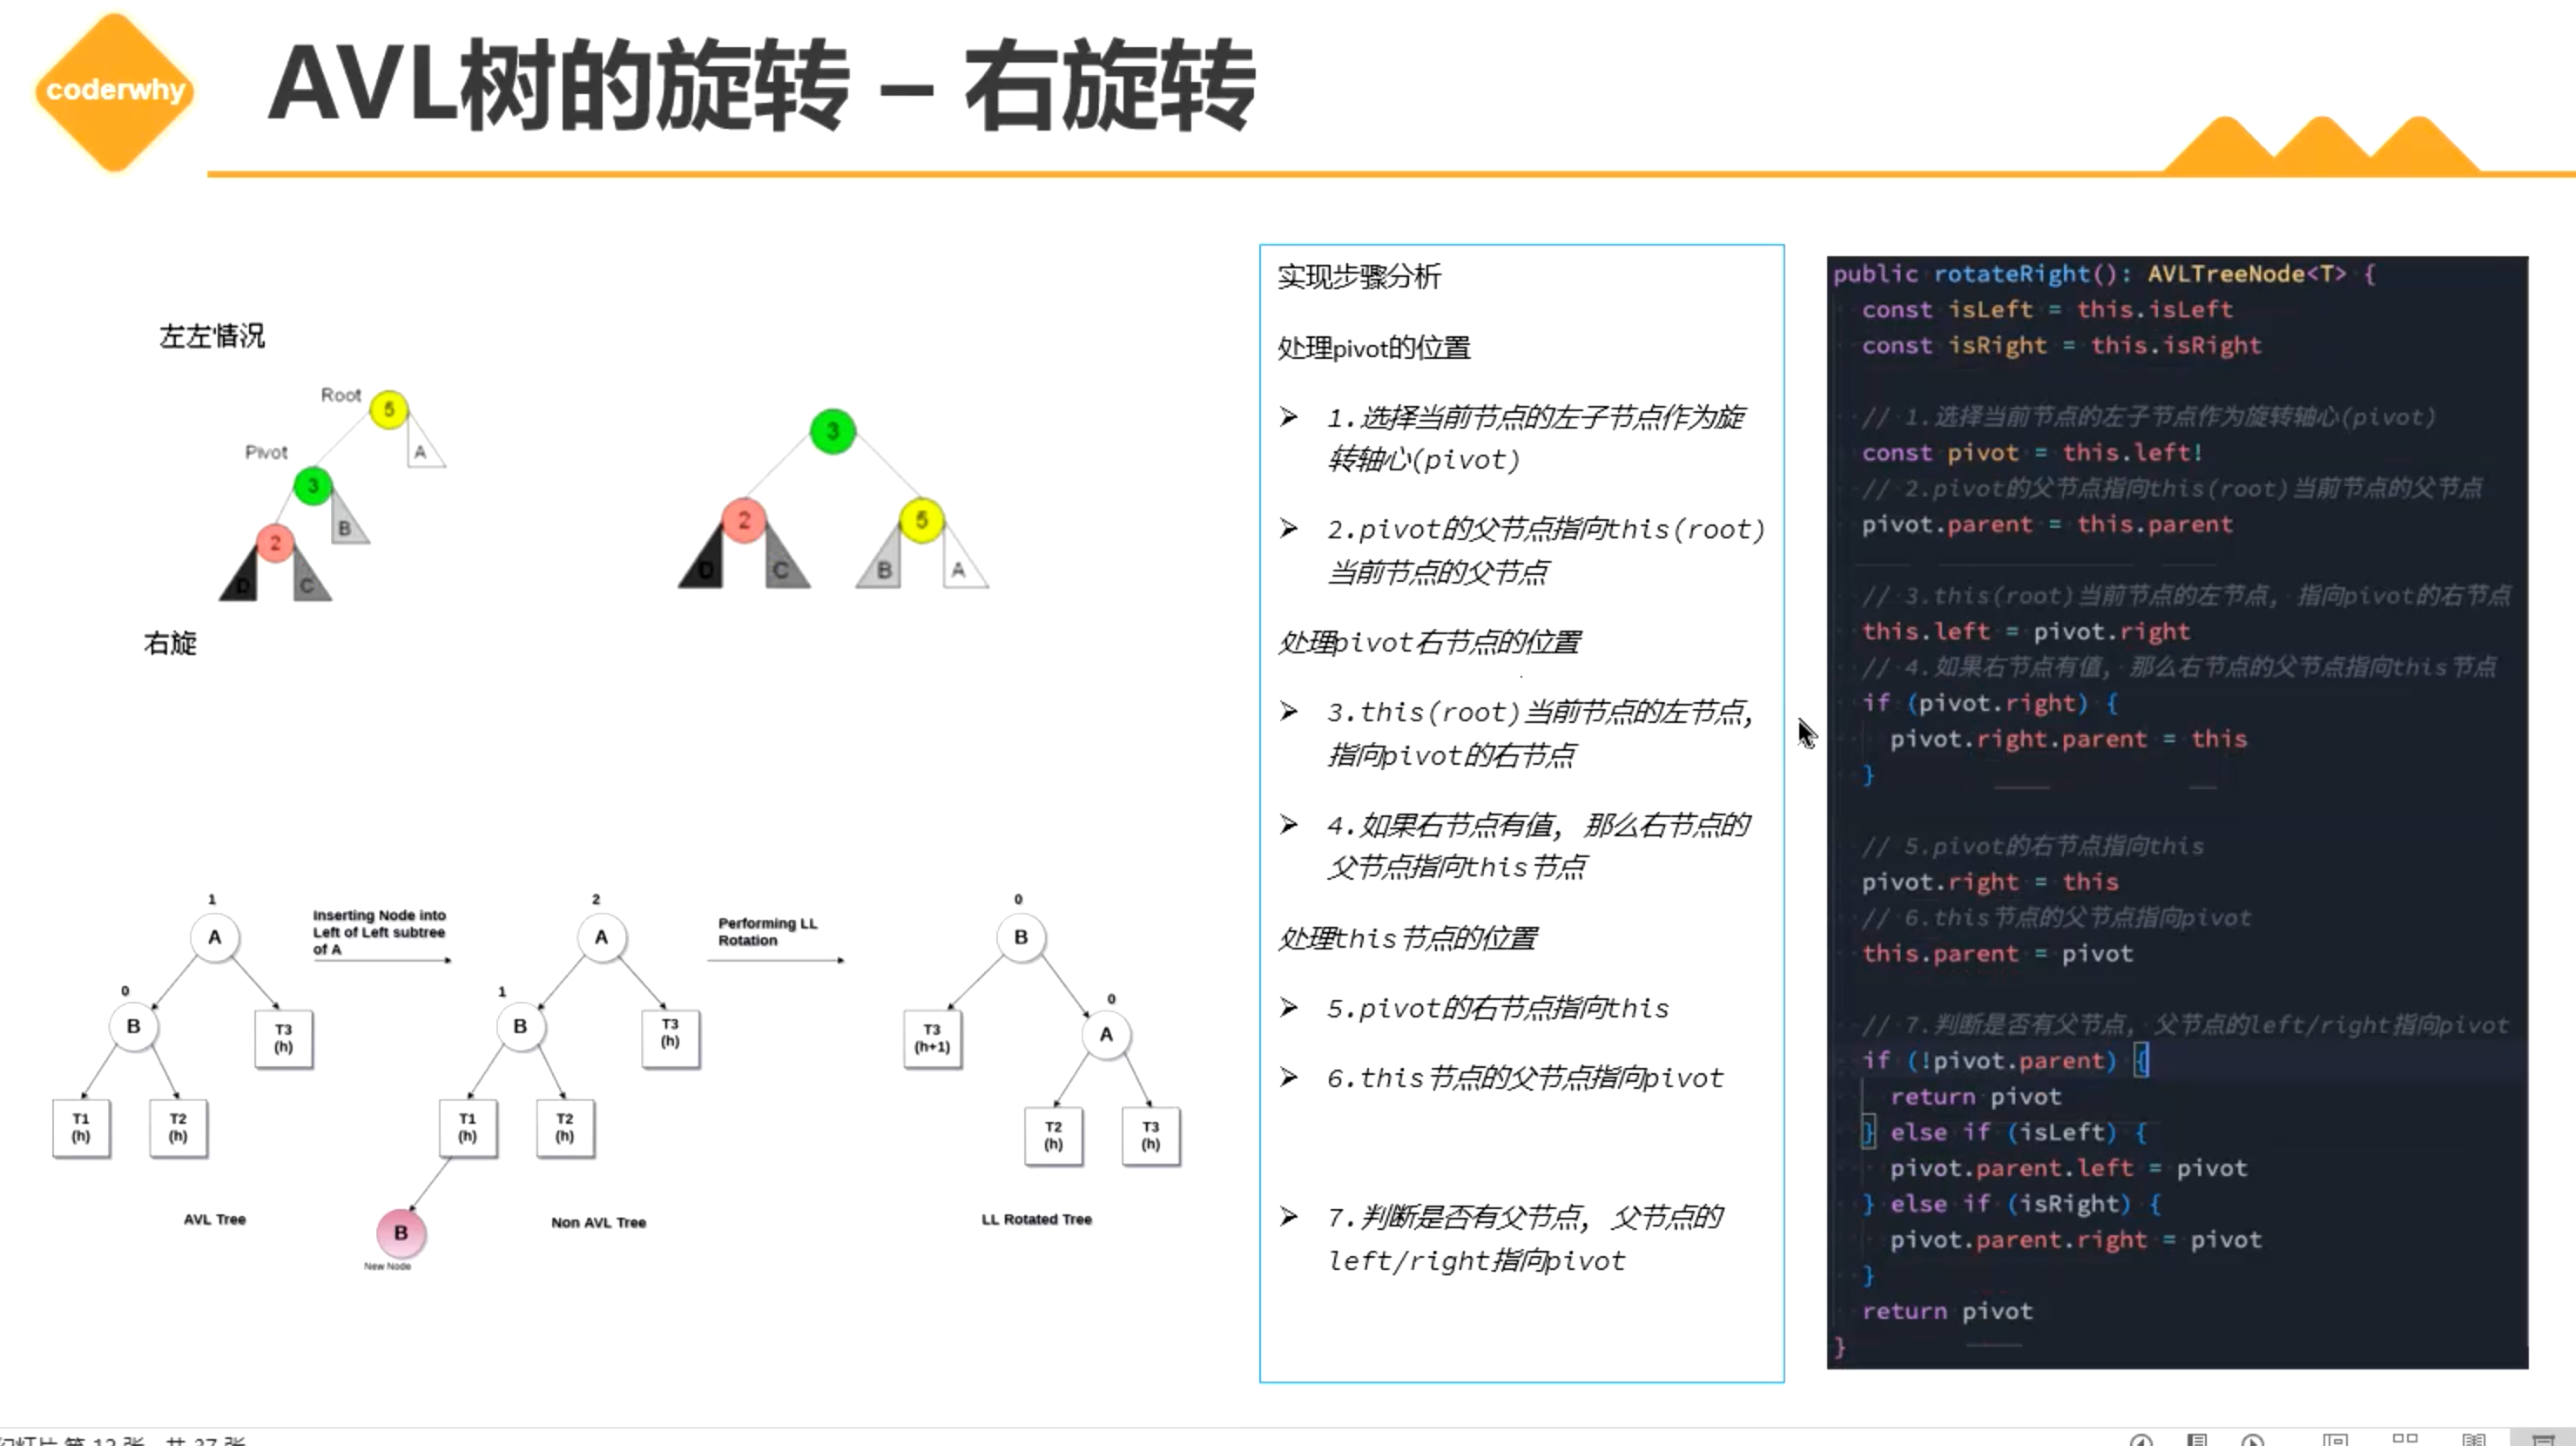 coderwhy
AVL树的旋转 – 右旋转
左左情况
Root
5
A
Pivot
3
B
2
D
C
3
2
5
D
C
B
A
右旋
1
A
0
B
T3
(h)
T1
(h)
T2
(h)
AVL Tree
Inserting Node into
Left of Left subtree
of A
2
A
1
B
T3
(h)
T1
(h)
T2
(h)
B
New Node
Non AVL Tree
Performing LL
Rotation
0
B
0
A
T3
(h+1)
T2
(h)
T3
(h)
LL Rotated Tree
实现步骤分析
处理pivot的位置
1.选择当前节点的左子节点作为旋
转轴心(pivot)
2.pivot的父节点指向this(root)
当前节点的父节点
处理pivot右节点的位置
3.this(root)当前节点的左节点,
指向pivot的右节点
4.如果右节点有值, 那么右节点的
父节点指向this节点
处理this节点的位置
5.pivot的右节点指向this
6.this节点的父节点指向pivot
7.判断是否有父节点, 父节点的
left/right指向pivot
public rotateRight(): AVLTreeNode<T> {
const isLeft = this.isLeft
const isRight = this.isRight
// 1.选择当前节点的左子节点作为旋转轴心(pivot)
const pivot = this.left!
// 2.pivot的父节点指向this(root)当前节点的父节点
pivot.parent = this.parent
// 3.this(root)当前节点的左节点, 指向pivot的右节点
this.left = pivot.right
// 4.如果右节点有值, 那么右节点的父节点指向this节点
if (pivot.right) {
pivot.right.parent = this
}
// 5.pivot的右节点指向this
pivot.right = this
// 6.this节点的父节点指向pivot
this.parent = pivot
// 7.判断是否有父节点, 父节点的left/right指向pivot
if (!pivot.parent) {
return pivot
} else if (isLeft) {
pivot.parent.left = pivot
} else if (isRight) {
pivot.parent.right = pivot
}
return pivot
}